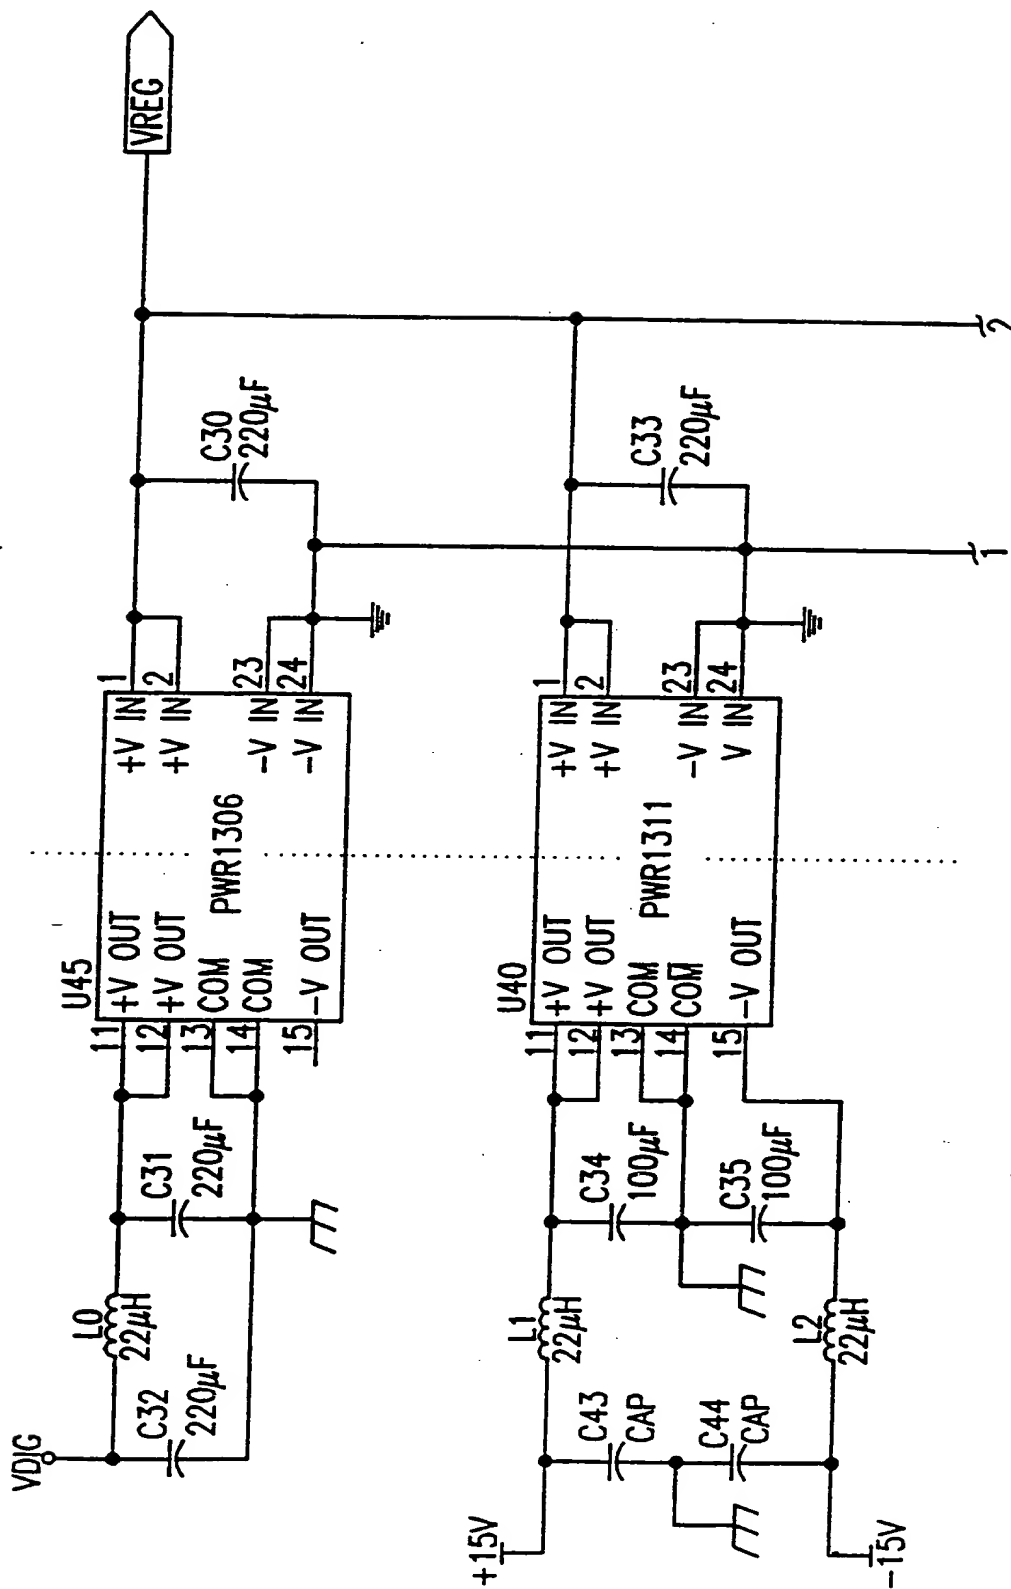 VREG
C30
220µF
U45
PWR1306
+V IN 1
+V IN 2
-V IN 23
-V IN 24
11 +V OUT
12 +V OUT
13 COM
14 COM
15 -V OUT
C31
220µF
L0
22µH
C32
220µF
VDIG
C33
220µF
U40
PWR1311
+V IN 1
+V IN 2
-V IN 23
V IN 24
11 +V OUT
12 +V OUT
13 COM
14 COM
15 -V OUT
C34
100µF
C35
100µF
L1
22µH
L2
22µH
C43
CAP
C44
CAP
+15V
-15V
1
2